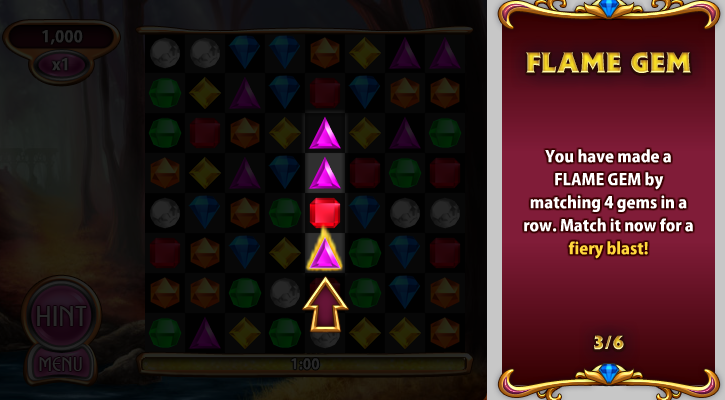 1,000
x1
FLAME GEM
You have made a
FLAME GEM by
matching 4 gems in a
row. Match it now for a
fiery blast!
HINT
MENU
1:00
3/6